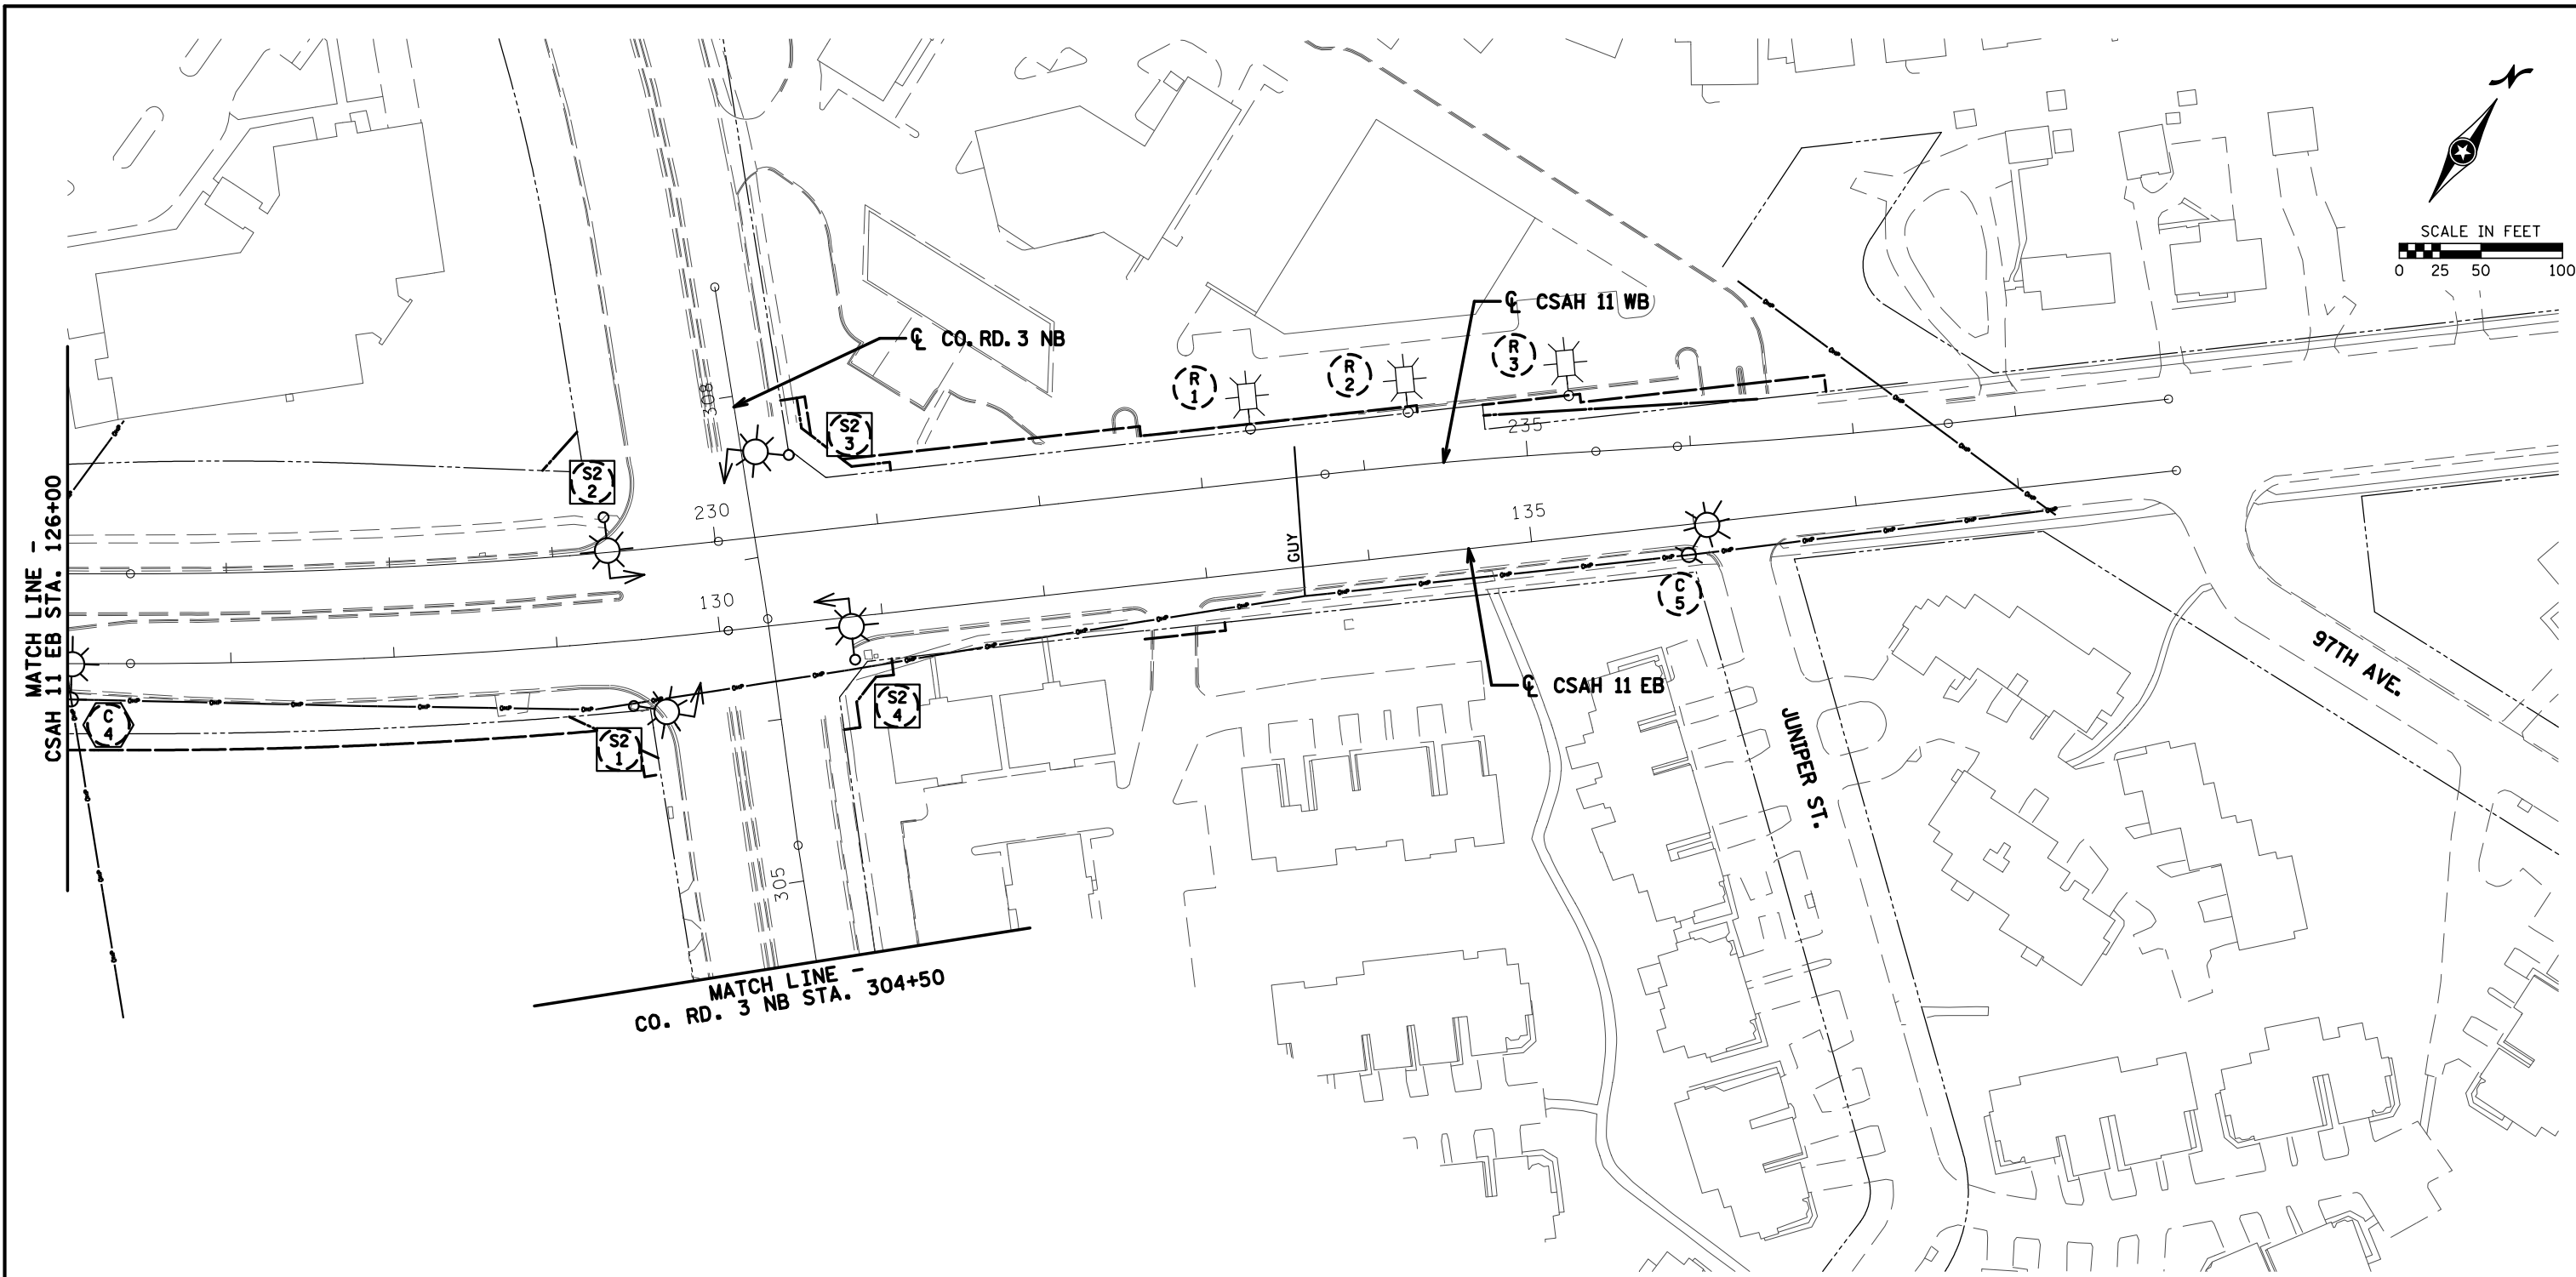 SCALE IN FEET
0 25 50 100
℄ CSAH 11 WB
℄ CO. RD. 3 NB
308
R
1
R
2
R
3
S2
3
S2
2
235
230
135
GUY
130
C
5
MATCH LINE -
CSAH 11 EB STA. 126+00
C
4
S2
1
S2
4
℄ CSAH 11 EB
JUNIPER ST.
97TH AVE.
305
MATCH LINE -
CO. RD. 3 NB STA. 304+50